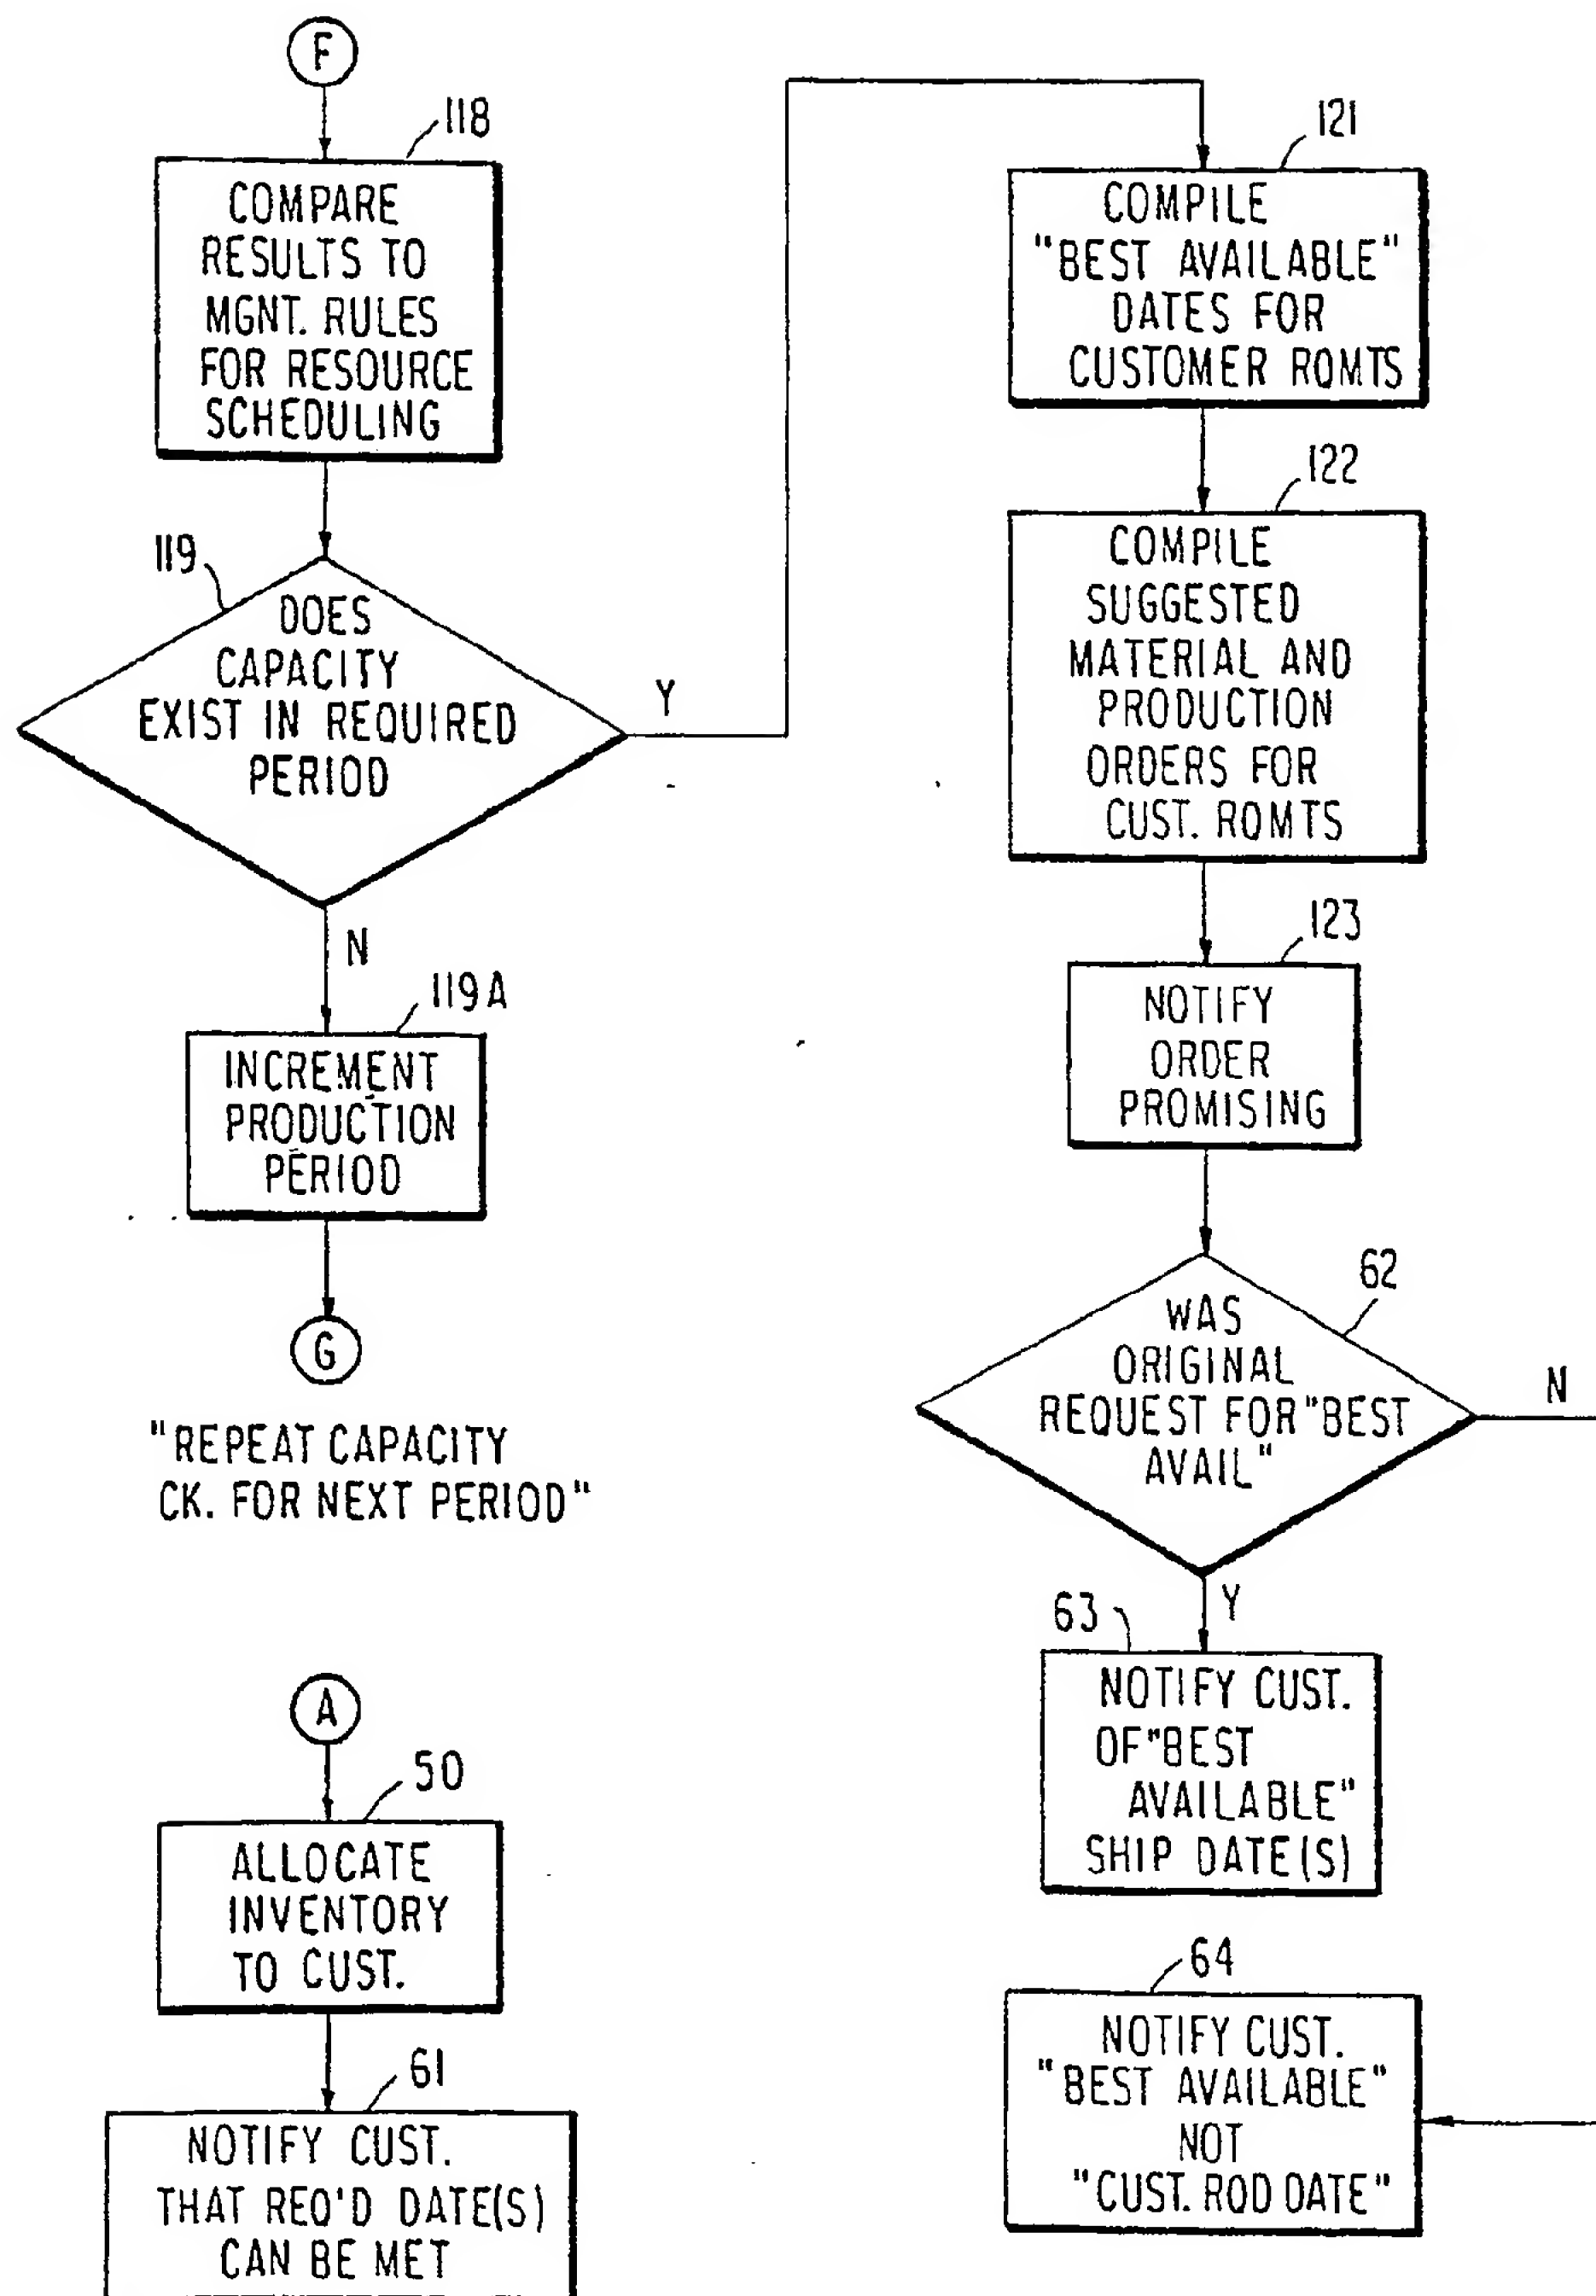 F
118
COMPARE
RESULTS TO
MGNT. RULES
FOR RESOURCE
SCHEDULING
119
DOES
CAPACITY
EXIST IN REQUIRED
PERIOD
Y
N
119A
INCREMENT
PRODUCTION
PERIOD
G
"REPEAT CAPACITY
CK. FOR NEXT PERIOD"
A
50
ALLOCATE
INVENTORY
TO CUST.
61
NOTIFY CUST.
THAT REQ'D DATE(S)
CAN BE MET
121
COMPILE
"BEST AVAILABLE"
DATES FOR
CUSTOMER RQMTS
122
COMPILE
SUGGESTED
MATERIAL AND
PRODUCTION
ORDERS FOR
CUST. RQMTS
123
NOTIFY
ORDER
PROMISING
62
WAS
ORIGINAL
REQUEST FOR "BEST
AVAIL"
N
Y
63
NOTIFY CUST.
OF "BEST
AVAILABLE"
SHIP DATE(S)
64
NOTIFY CUST.
"BEST AVAILABLE"
NOT
"CUST. RQD DATE"